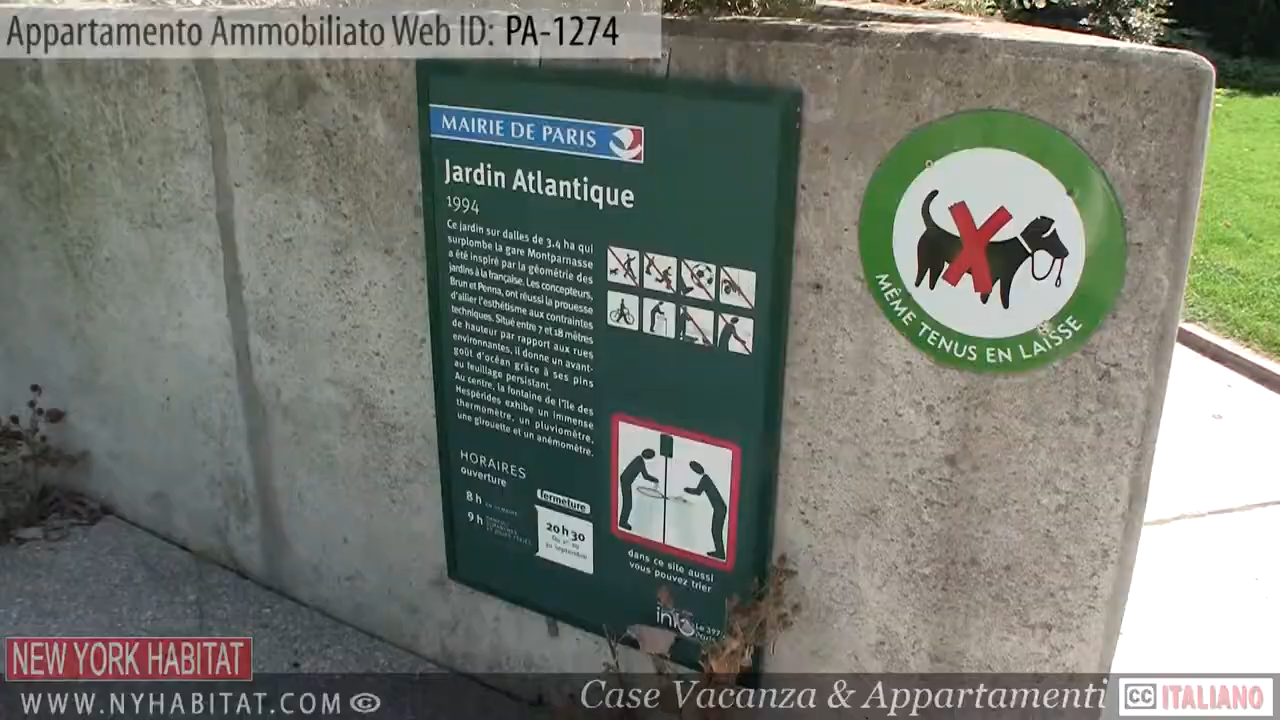 Appartamento Ammobiliato Web ID: PA-1274
MAIRIE DE PARIS
Jardin Atlantique
1994
Ce jardin sur dalles de 3.4 ha qui
surplombe la gare Montparnasse
a été inspiré par la géométrie des
jardins à la française. Les concepteurs,
Brun et Penna, ont réussi la prouesse
d'allier l'esthétisme aux contraintes
techniques. Situé entre 7 et 18 mètres
de hauteur par rapport aux rues
environnantes, il donne un avant-
goût d'océan grâce à ses pins
au feuillage persistant.
Au centre, la fontaine de l'île des
Hespérides exhibe un immense
thermomètre, un pluviomètre,
une girouette et un anémomètre.
HORAIRES
ouverture
8 h
9 h
fermeture
20 h 30
dans ce site aussi
vous pouvez trier
info
MÊME TENUS EN LAISSE
NEW YORK HABITAT
WWW.NYHABITAT.COM ©
Case Vacanza & Appartamenti
CC ITALIANO